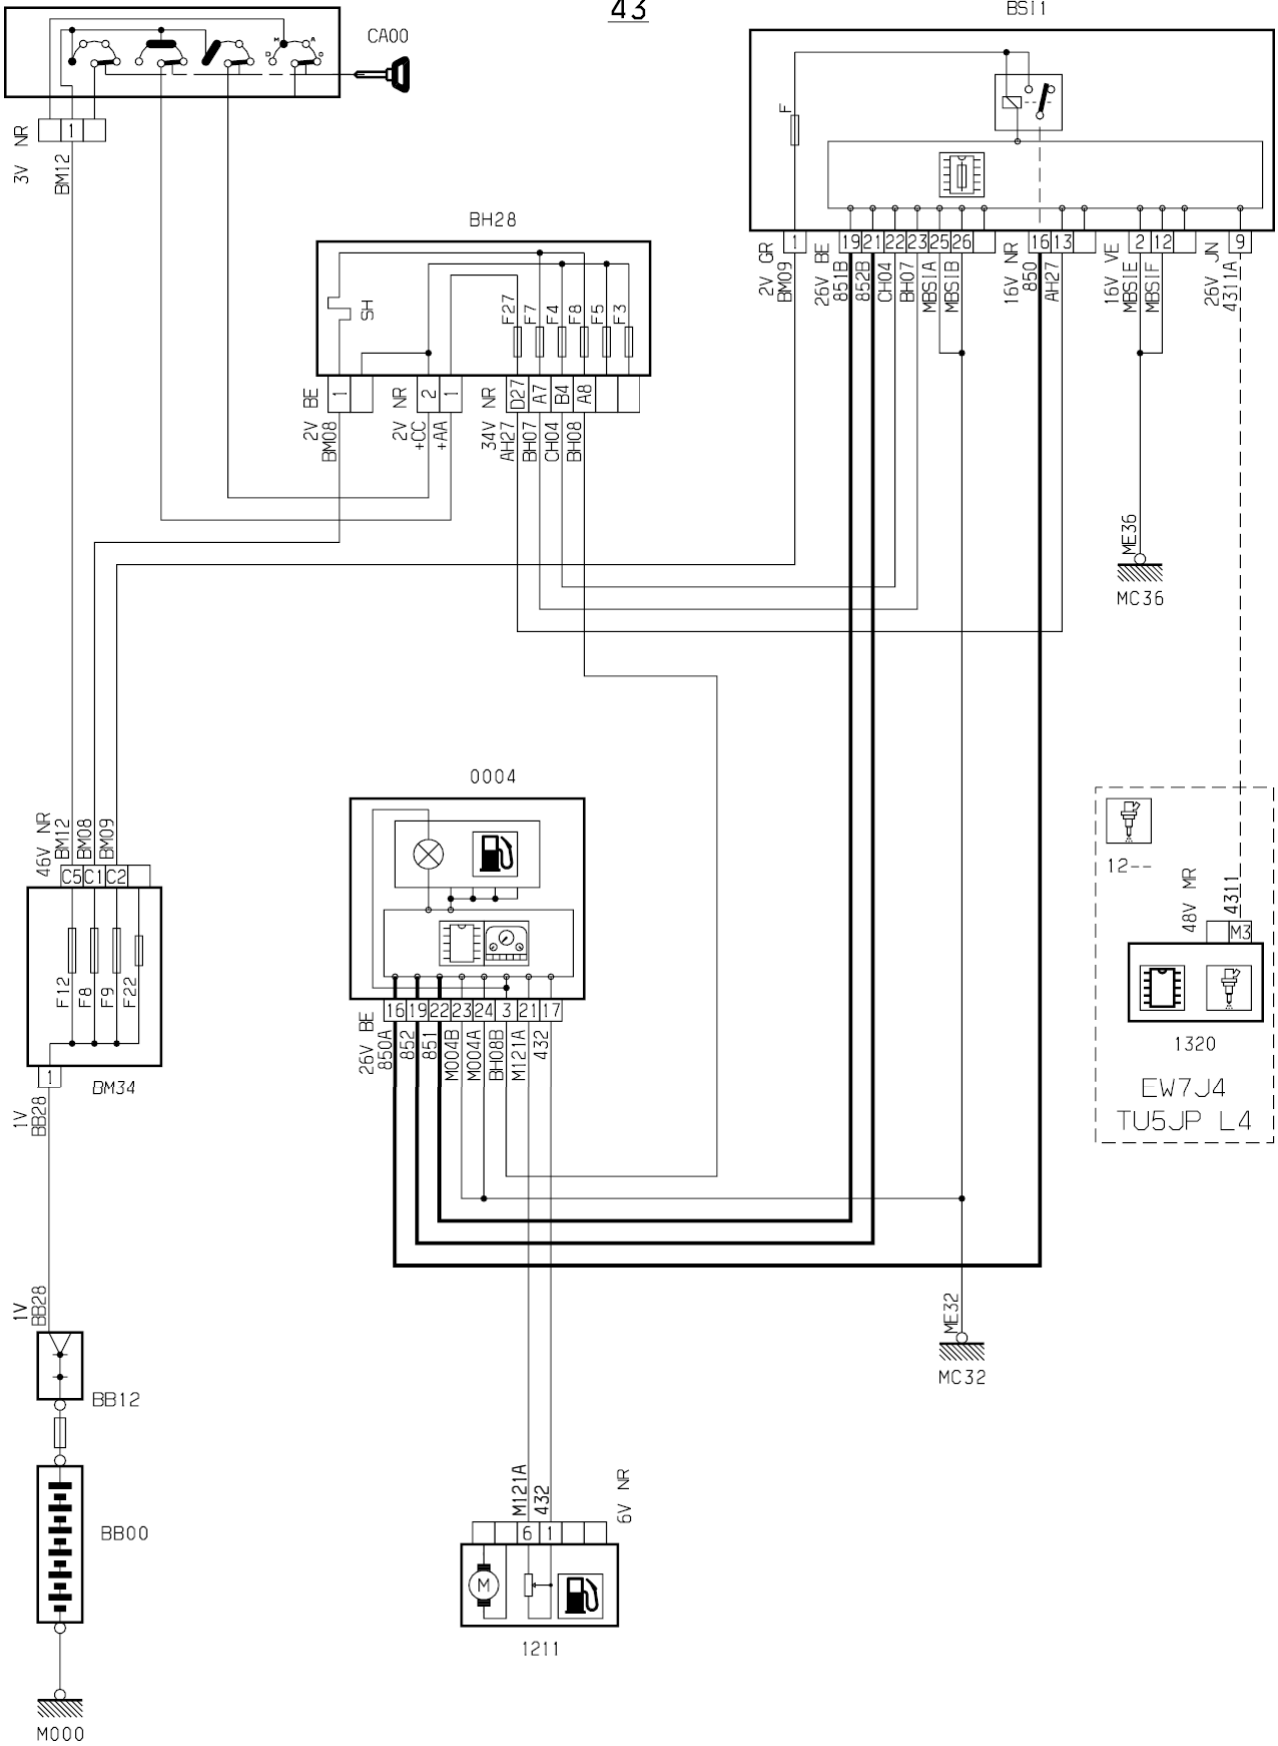 43
CA00
1
3V NR
BM12
BSI1
F
1 19 21 22 23 25 26 16 13 2 12 9
2V GR
BM09
26V BE
851B
852B
CH04
BH07
MBSIA
MBSIB
16V NR
850
AH27
16V VE
MBSIE
MBSIF
26V JN
4311A
BH28
SH
F27 F7 F4 F8 F5 F3
1 2 1 D27 A7 B4 A8
2V BE
BM08
2V NR
+CC
+AA
34V NR
AH27
BH07
CH04
BH08
ME36
MC36
0004
16 19 22 23 24 3 21 17
26V BE
850A
852
851
M004B
M004A
BH08B
M121A
432
46V NR
BM12
BM08
BM09
C5 C1 C2
F12 F8 F9 F22
1
BM34
1V
BB28
1V
BB28
BB12
BB00
M000
12--
48V MR
4311
M3
1320
EW7J4
TU5JP L4
ME32
MC32
M121A
432
6V NR
6 1
M
1211